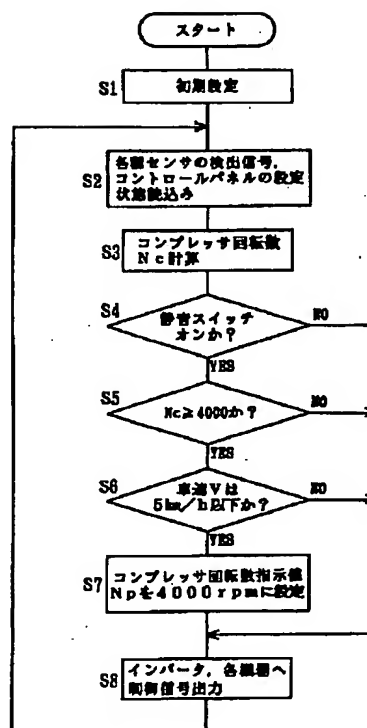 スタート
S1
初期設定
S2
各種センサの検出信号,
コントロールパネルの設定
状態読込み
S3
コンプレッサ回転数
Nc計算
S4
静音スイッチ
オンか?
NO
YES
S5
Nc≧4000か?
NO
YES
S6
車速Vは
5km/h以下か?
NO
YES
S7
コンプレッサ回転数指示値
Npを4000rpmに設定
S8
インバータ,各機器へ
制御信号出力